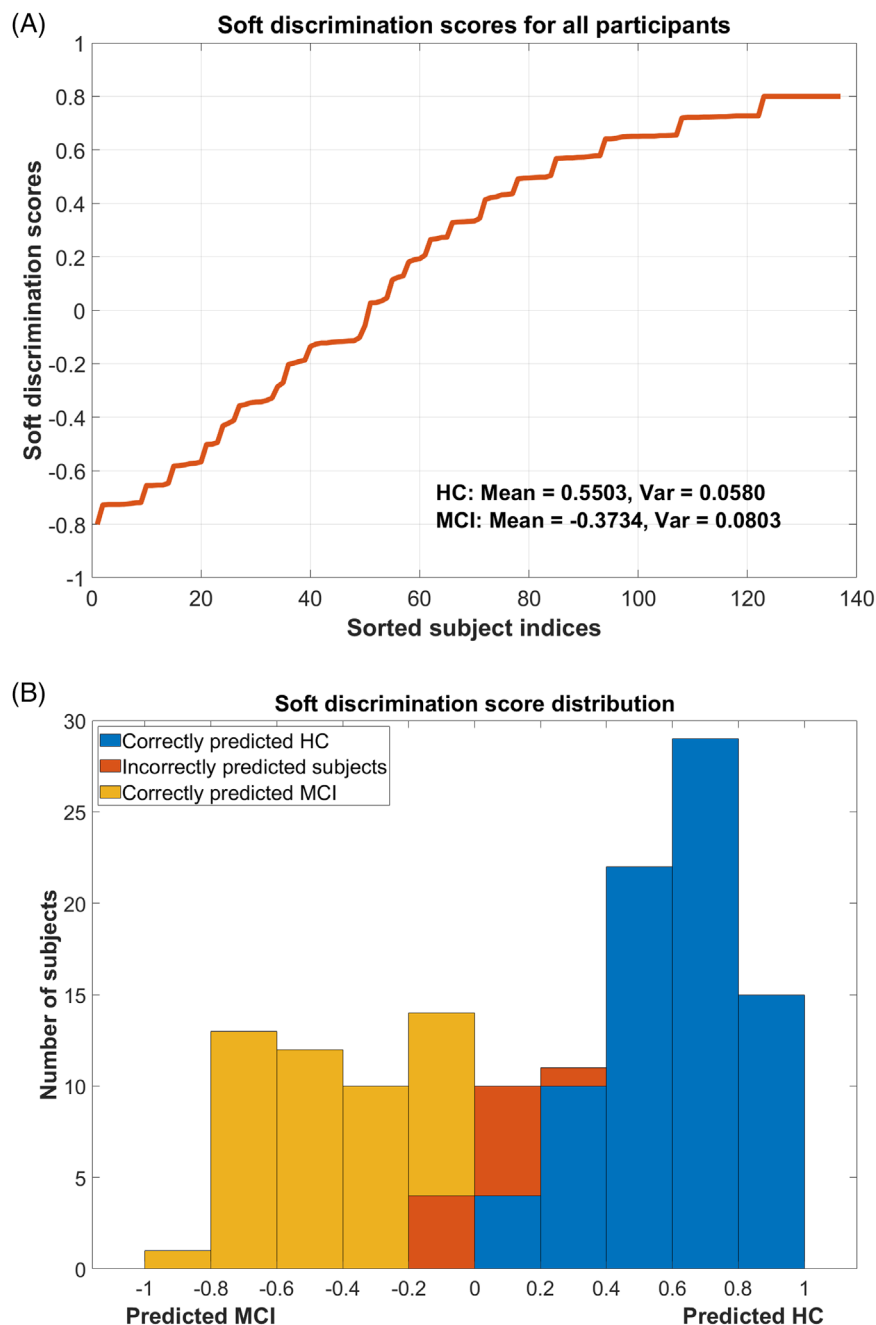 (A)
Soft discrimination scores for all participants
1
0.8
0.6
0.4
0.2
0
-0.2
-0.4
-0.6
-0.8
-1
Soft discrimination scores
HC: Mean = 0.5503, Var = 0.0580
MCI: Mean = -0.3734, Var = 0.0803
0 20 40 60 80 100 120 140
Sorted subject indices
(B)
Soft discrimination score distribution
30
25
20
15
10
5
0
Number of subjects
Correctly predicted HC
Incorrectly predicted subjects
Correctly predicted MCI
-1 -0.8 -0.6 -0.4 -0.2 0 0.2 0.4 0.6 0.8 1
Predicted MCI Predicted HC